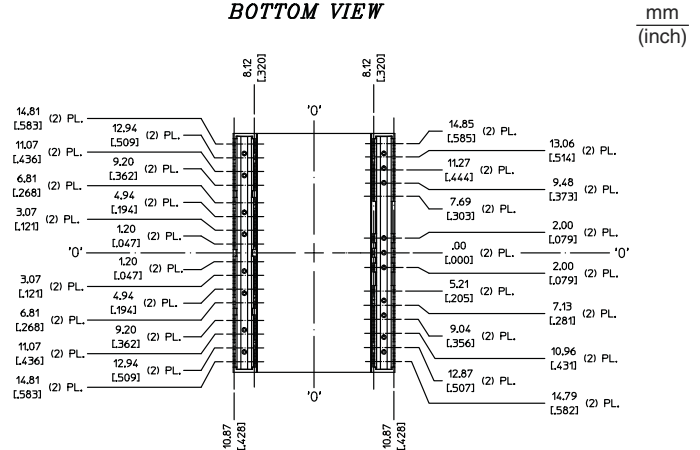 BOTTOM VIEW
mm
(inch)
8.12
[.320]
8.12
[.320]
'0'
14.81
[.583] (2) PL.
12.94
[.509] (2) PL.
11.07
[.436] (2) PL.
9.20
[.362] (2) PL.
6.81
[.268] (2) PL.
4.94
[.194] (2) PL.
3.07
[.121] (2) PL.
1.20
[.047] (2) PL.
'0'
1.20
[.047] (2) PL.
3.07
[.121] (2) PL.
4.94
[.194] (2) PL.
6.81
[.268] (2) PL.
9.20
[.362] (2) PL.
11.07
[.436] (2) PL.
12.94
[.509] (2) PL.
14.81
[.583] (2) PL.
14.85
[.585] (2) PL.
13.06
[.514] (2) PL.
11.27
[.444] (2) PL.
9.48
[.373] (2) PL.
7.69
[.303] (2) PL.
2.00
[.079] (2) PL.
.00
[.000] (2) PL.
'0'
2.00
[.079] (2) PL.
5.21
[.205] (2) PL.
7.13
[.281] (2) PL.
9.04
[.356] (2) PL.
10.96
[.431] (2) PL.
12.87
[.507] (2) PL.
14.79
[.582] (2) PL.
'0'
10.87
[.428]
10.87
[.428]